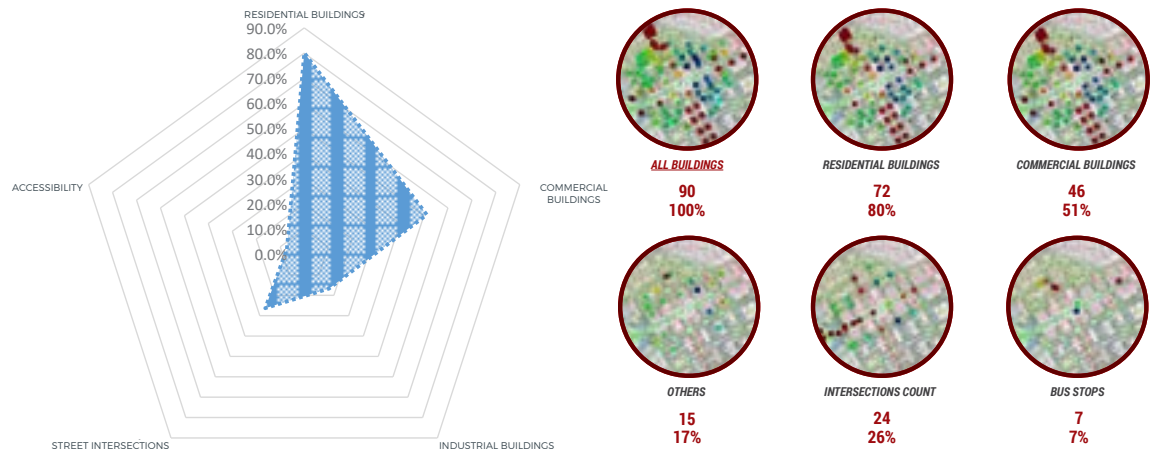 RESIDENTIAL BUILDINGS
90.0%
80.0%
70.0%
60.0%
50.0%
40.0%
30.0%
20.0%
10.0%
0.0%
ACCESSIBILITY
COMMERCIAL
BUILDINGS
STREET INTERSECTIONS
INDUSTRIAL BUILDINGS
ALL BUILDINGS
90
100%
RESIDENTIAL BUILDINGS
72
80%
COMMERCIAL BUILDINGS
46
51%
OTHERS
15
17%
INTERSECTIONS COUNT
24
26%
BUS STOPS
7
7%